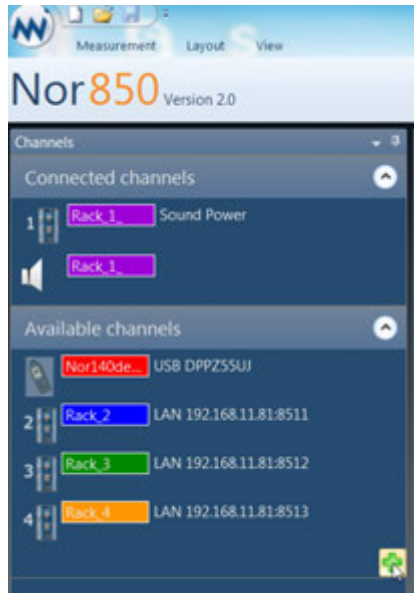 Measurement Layout View
Nor850 Version 2.0
Channels
Connected channels
1 Rack_1_ Sound Power
Rack_1_
Available channels
Nor140de... USB DPPZ55UJ
2 Rack_2 LAN 192.168.11.81:8511
3 Rack_3 LAN 192.168.11.81:8512
4 Rack_4 LAN 192.168.11.81:8513